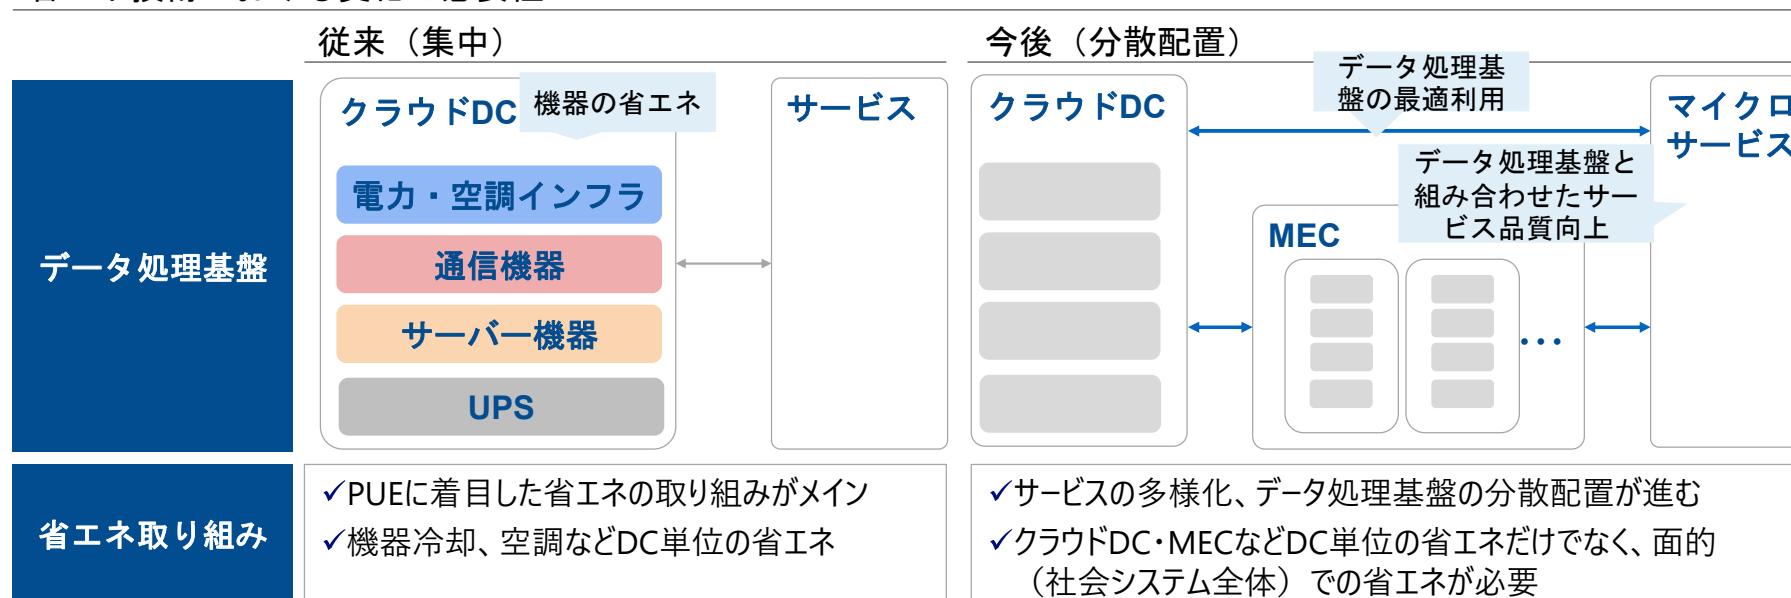 従来（集中）
今後（分散配置）
データ処理基盤
クラウドDC
機器の省エネ
電力・空調インフラ
通信機器
サーバー機器
UPS
サービス
クラウドDC
データ処理基
盤の最適利用
マイクロ
サービス
データ処理基盤と
組み合わせたサー
ビス品質向上
MEC
…
省エネ取り組み
✓PUEに着目した省エネの取り組みがメイン
✓機器冷却、空調などDC単位の省エネ
✓サービスの多様化、データ処理基盤の分散配置が進む
✓クラウドDC・MECなどDC単位の省エネだけでなく、面的
（社会システム全体）での省エネが必要